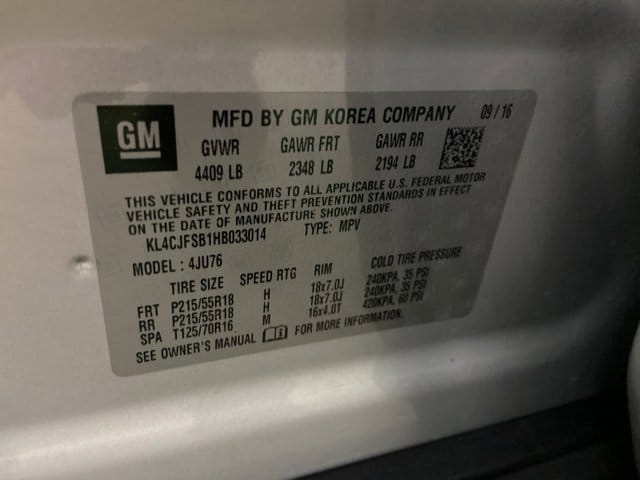 GM
MFD BY GM KOREA COMPANY 09/16
GVWR GAWR FRT GAWR RR
4409 LB 2348 LB 2194 LB
THIS VEHICLE CONFORMS TO ALL APPLICABLE U.S. FEDERAL MOTOR
VEHICLE SAFETY AND THEFT PREVENTION STANDARDS IN EFFECT
ON THE DATE OF MANUFACTURE SHOWN ABOVE.
KL4CJFSB1HB033014 TYPE: MPV
MODEL: 4JU76
TIRE SIZE SPEED RTG RIM COLD TIRE PRESSURE
FRT P215/55R18 H 18x7.0J 240KPA, 35 PSI
RR P215/55R18 H 18x7.0J 240KPA, 35 PSI
SPA T125/70R16 M 16x4.0T 420KPA, 60 PSI
SEE OWNER'S MANUAL FOR MORE INFORMATION.